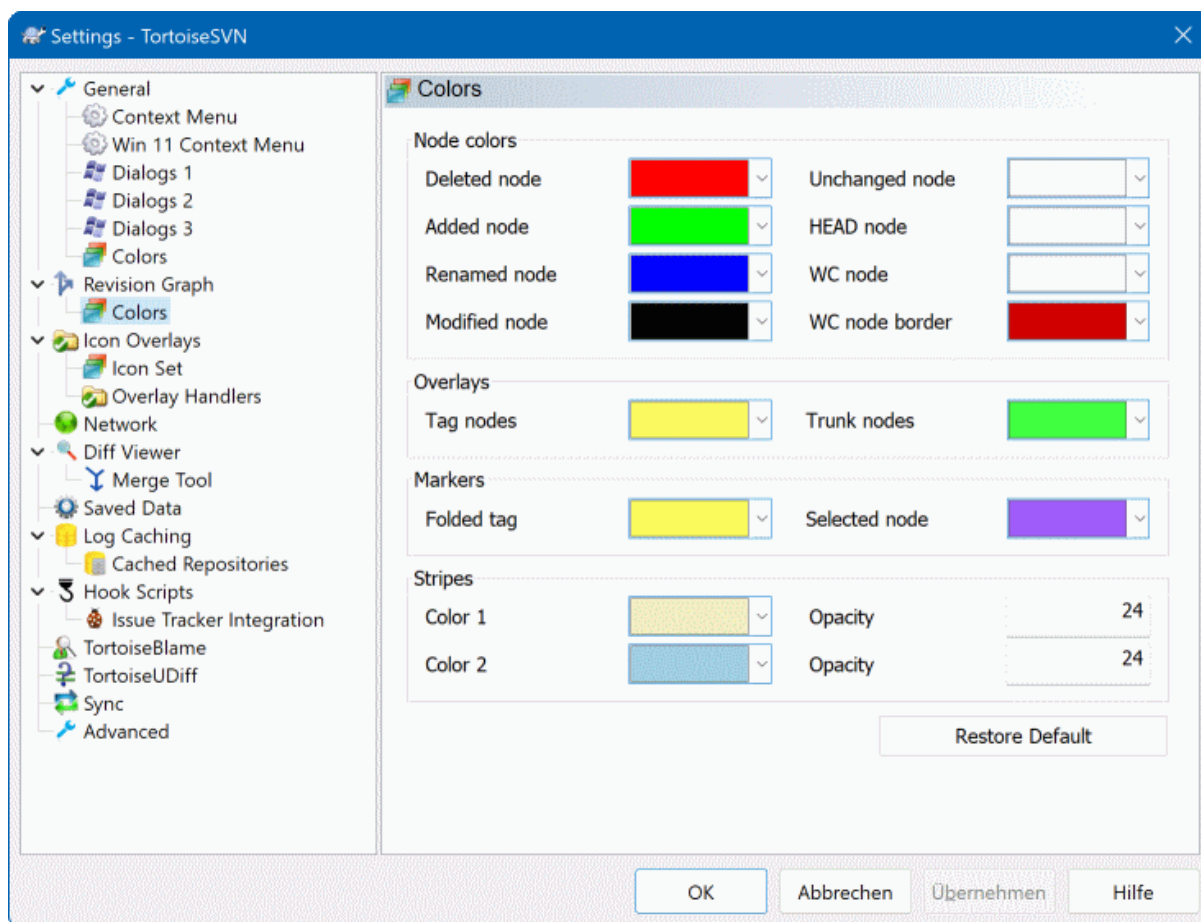 Settings - TortoiseSVN
General
Context Menu
Win 11 Context Menu
Dialogs 1
Dialogs 2
Dialogs 3
Colors
Revision Graph
Colors
Icon Overlays
Icon Set
Overlay Handlers
Network
Diff Viewer
Merge Tool
Saved Data
Log Caching
Cached Repositories
Hook Scripts
Issue Tracker Integration
TortoiseBlame
TortoiseUDiff
Sync
Advanced
Colors
Node colors
Deleted node Unchanged node
Added node HEAD node
Renamed node WC node
Modified node WC node border
Overlays
Tag nodes Trunk nodes
Markers
Folded tag Selected node
Stripes
Color 1 Opacity 24
Color 2 Opacity 24
Restore Default
OK Abbrechen Übernehmen Hilfe